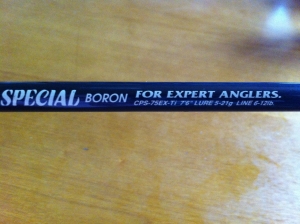 SPECIAL BORON FOR EXPERT ANGLERS.
CPS-75EX-Ti 7'6" LURE 5-21g LINE 6-12lb